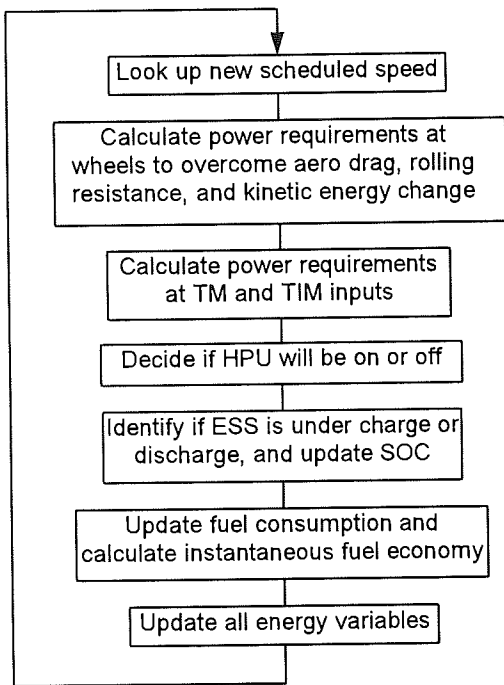 Look up new scheduled speed
Calculate power requirements at
wheels to overcome aero drag, rolling
resistance, and kinetic energy change
Calculate power requirements
at TM and TIM inputs
Decide if HPU will be on or off
Identify if ESS is under charge or
discharge, and update SOC
Update fuel consumption and
calculate instantaneous fuel economy
Update all energy variables